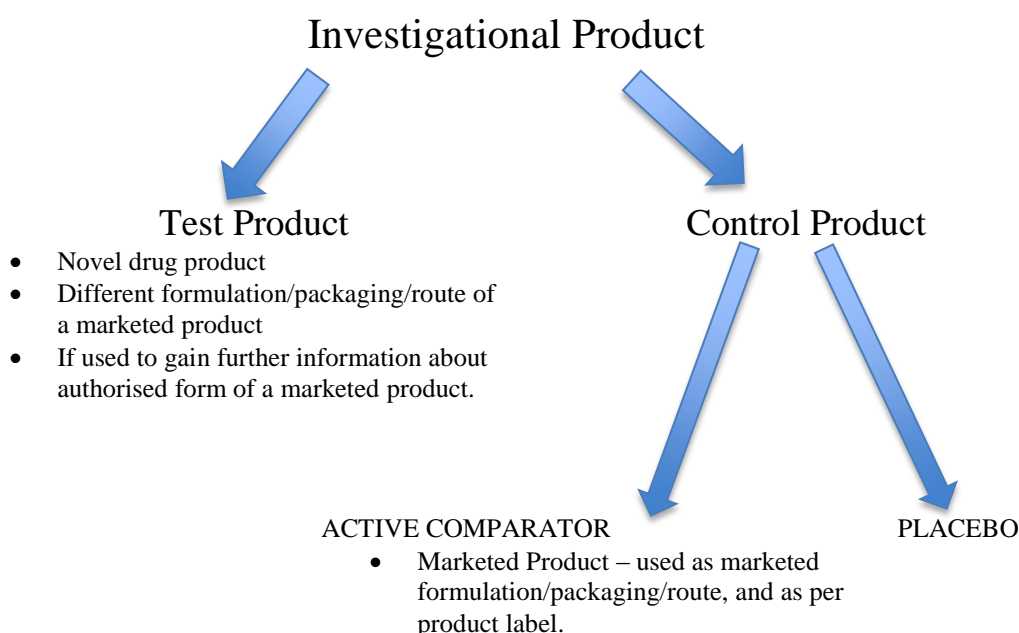 Investigational Product
Test Product
• Novel drug product
• Different formulation/packaging/route of
a marketed product
• If used to gain further information about
authorised form of a marketed product.
Control Product
ACTIVE COMPARATOR
• Marketed Product – used as marketed
formulation/packaging/route, and as per
product label.
PLACEBO